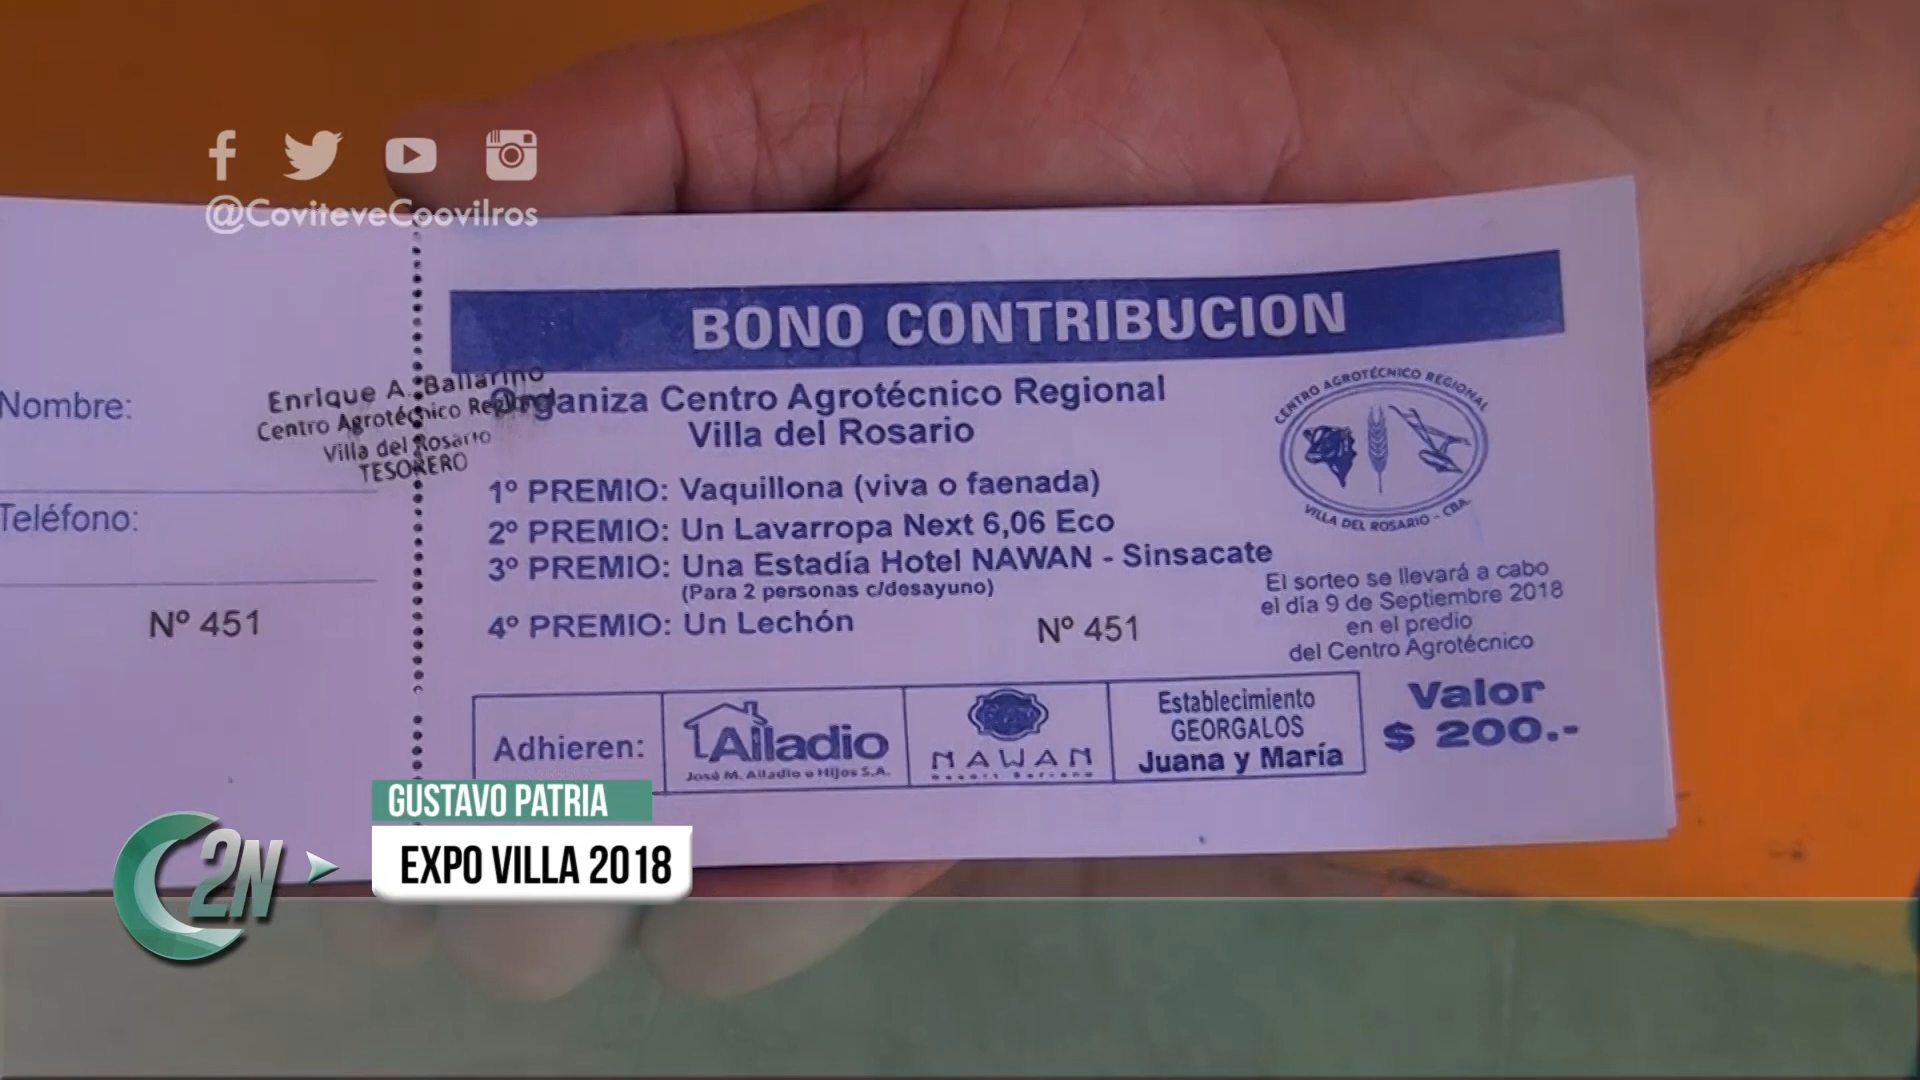 @CoviteveCoovilros
BONO CONTRIBUCION
Enrique A. Ballarino
Centro Agrotécnico Regional
Villa del Rosario
TESORERO
Nombre:
Teléfono:
Nº 451
Organiza Centro Agrotécnico Regional
Villa del Rosario
1º PREMIO: Vaquillona (viva o faenada)
2º PREMIO: Un Lavarropa Next 6,06 Eco
3º PREMIO: Una Estadía Hotel NAWAN - Sinsacate
(Para 2 personas c/desayuno)
4º PREMIO: Un Lechón
Nº 451
CENTRO AGROTÉCNICO REGIONAL
VILLA DEL ROSARIO - CBA.
El sorteo se llevará a cabo
el día 9 de Septiembre 2018
en el predio
del Centro Agrotécnico
Adhieren:
Alladio
José M. Alladio e Hijos S.A.
NAWAN
Establecimiento
GEORGALOS
Juana y María
Valor
$ 200.-
GUSTAVO PATRIA
EXPO VILLA 2018
C2N